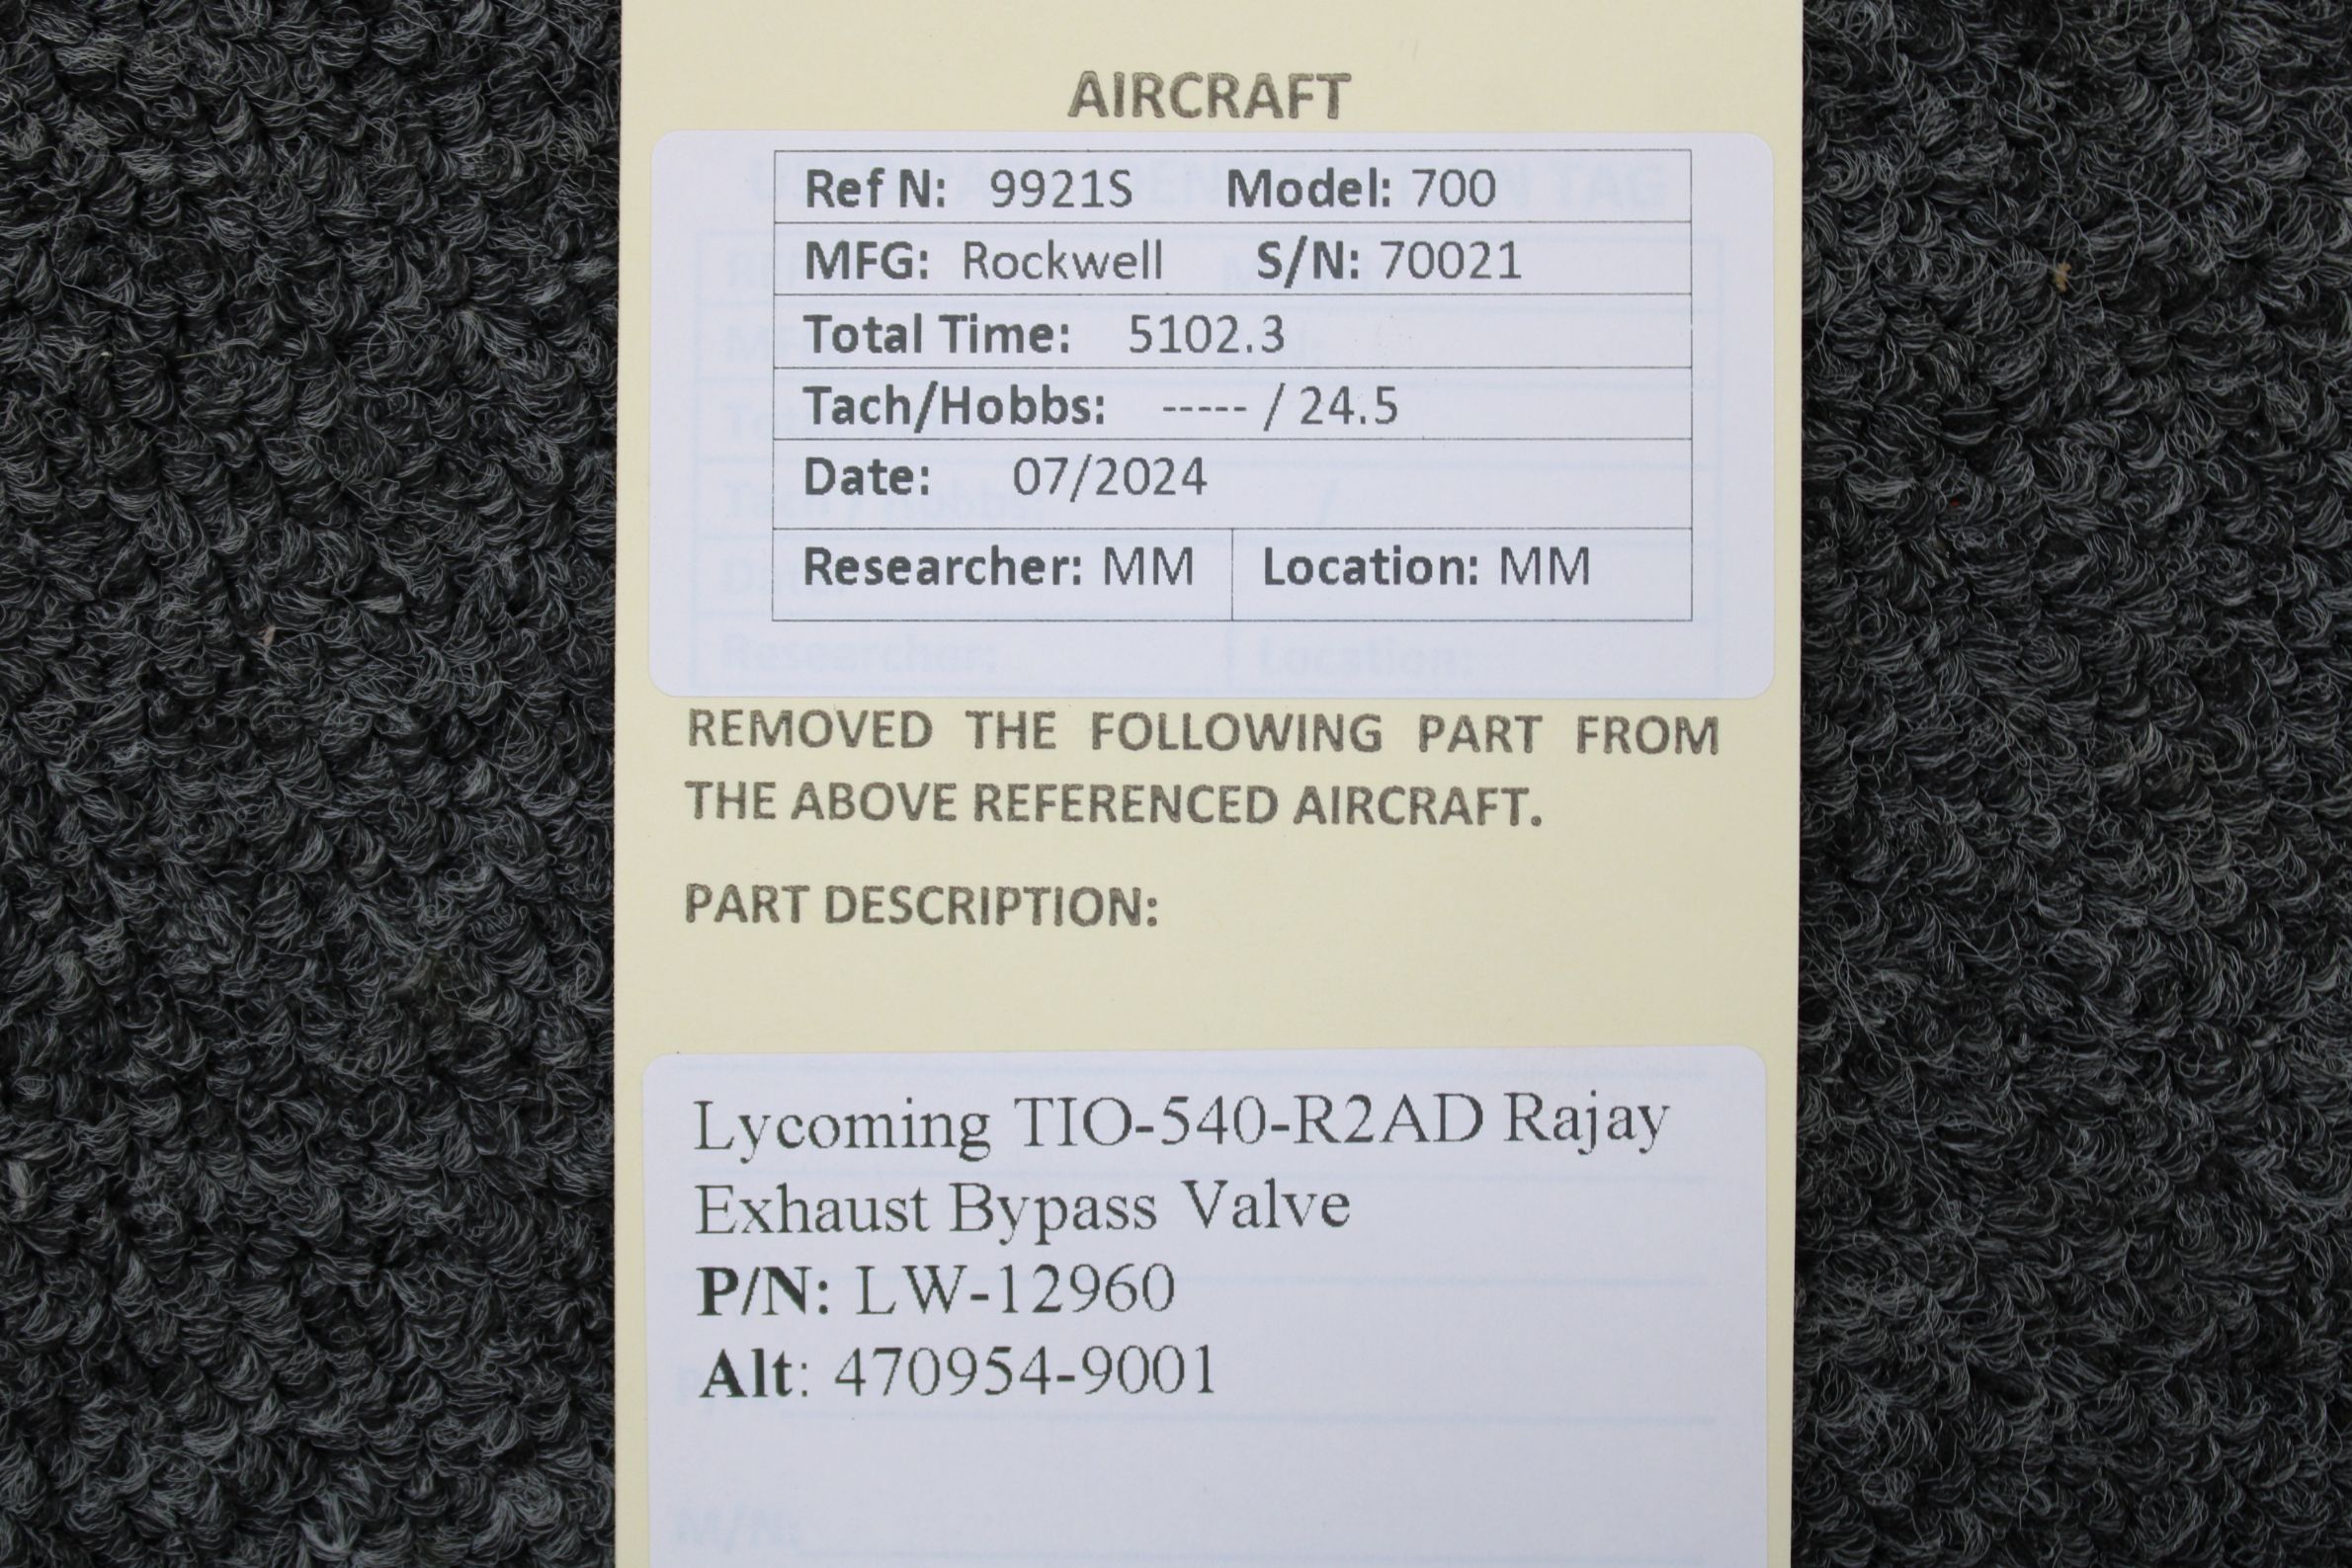 AIRCRAFT
Ref N: 9921S Model: 700
MFG: Rockwell S/N: 70021
Total Time: 5102.3
Tach/Hobbs: ----- / 24.5
Date: 07/2024
Researcher: MM Location: MM
REMOVED THE FOLLOWING PART FROM
THE ABOVE REFERENCED AIRCRAFT.
PART DESCRIPTION:
Lycoming TIO-540-R2AD Rajay
Exhaust Bypass Valve
P/N: LW-12960
Alt: 470954-9001
M/N: